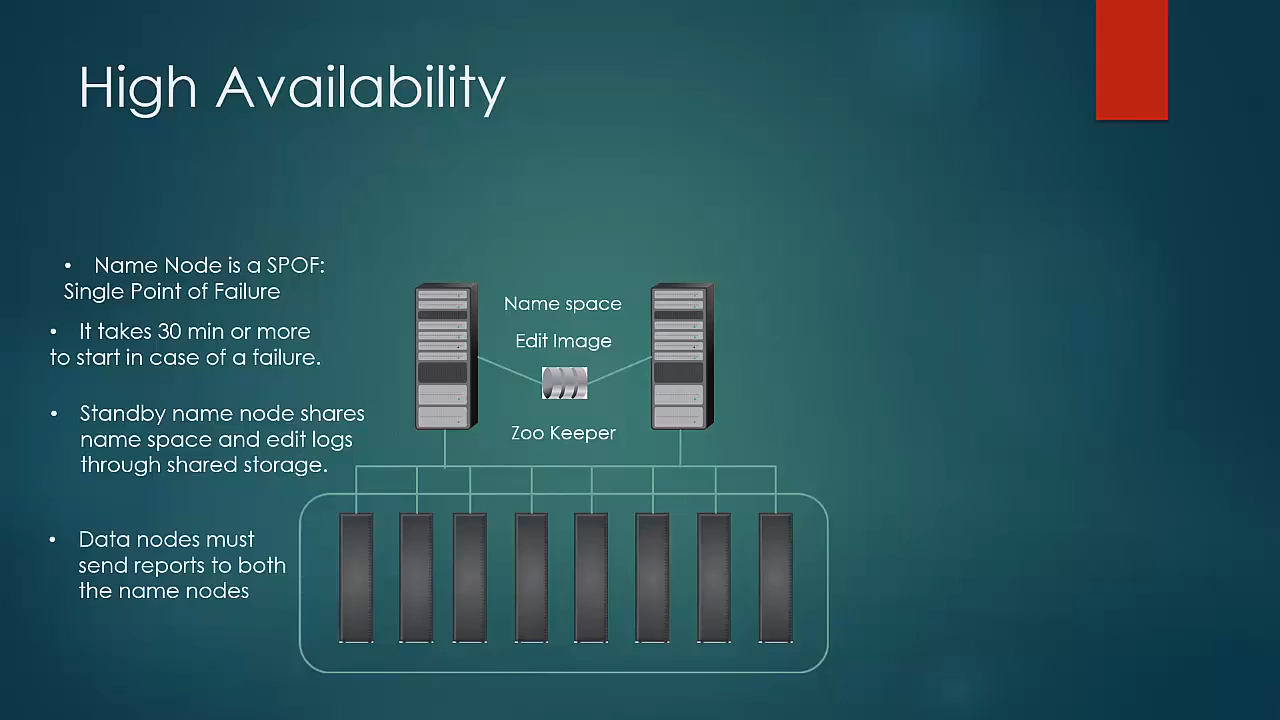 High Availability
• Name Node is a SPOF:
Single Point of Failure
• It takes 30 min or more
to start in case of a failure.
• Standby name node shares
name space and edit logs
through shared storage.
• Data nodes must
send reports to both
the name nodes
Name space
Edit Image
Zoo Keeper